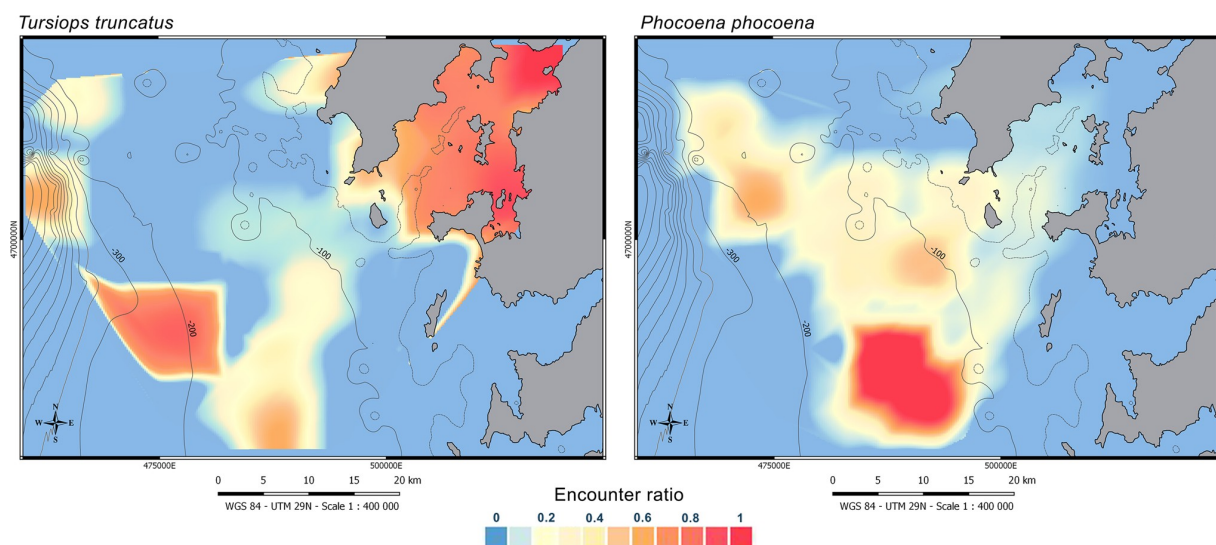 Tursiops truncatus
Phocoena phocoena
4700000N
-300
-200
-100
N
W E
S
475000E
500000E
0 5 10 15 20 km
WGS 84 - UTM 29N - Scale 1 : 400 000
4700000N
-300
-200
-100
N
W E
S
475000E
500000E
0 5 10 15 20 km
WGS 84 - UTM 29N - Scale 1 : 400 000
Encounter ratio
0 0.2 0.4 0.6 0.8 1